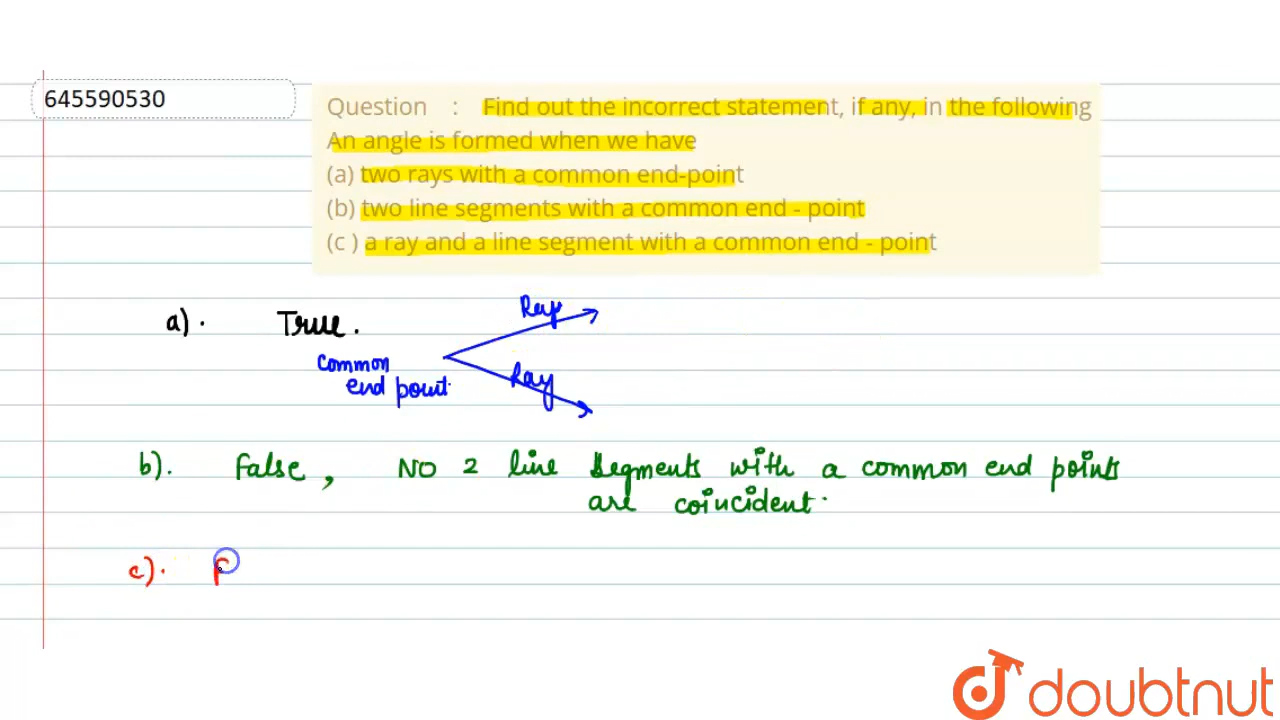 645590530
Question : Find out the incorrect statement, if any, in the following
An angle is formed when we have
(a) two rays with a common end-point
(b) two line segments with a common end - point
(c ) a ray and a line segment with a common end - point
a). True. Ray
common
end point. Ray
b). False, NO 2 line segments with a common end points
are coincident.
c). F
doubtnut